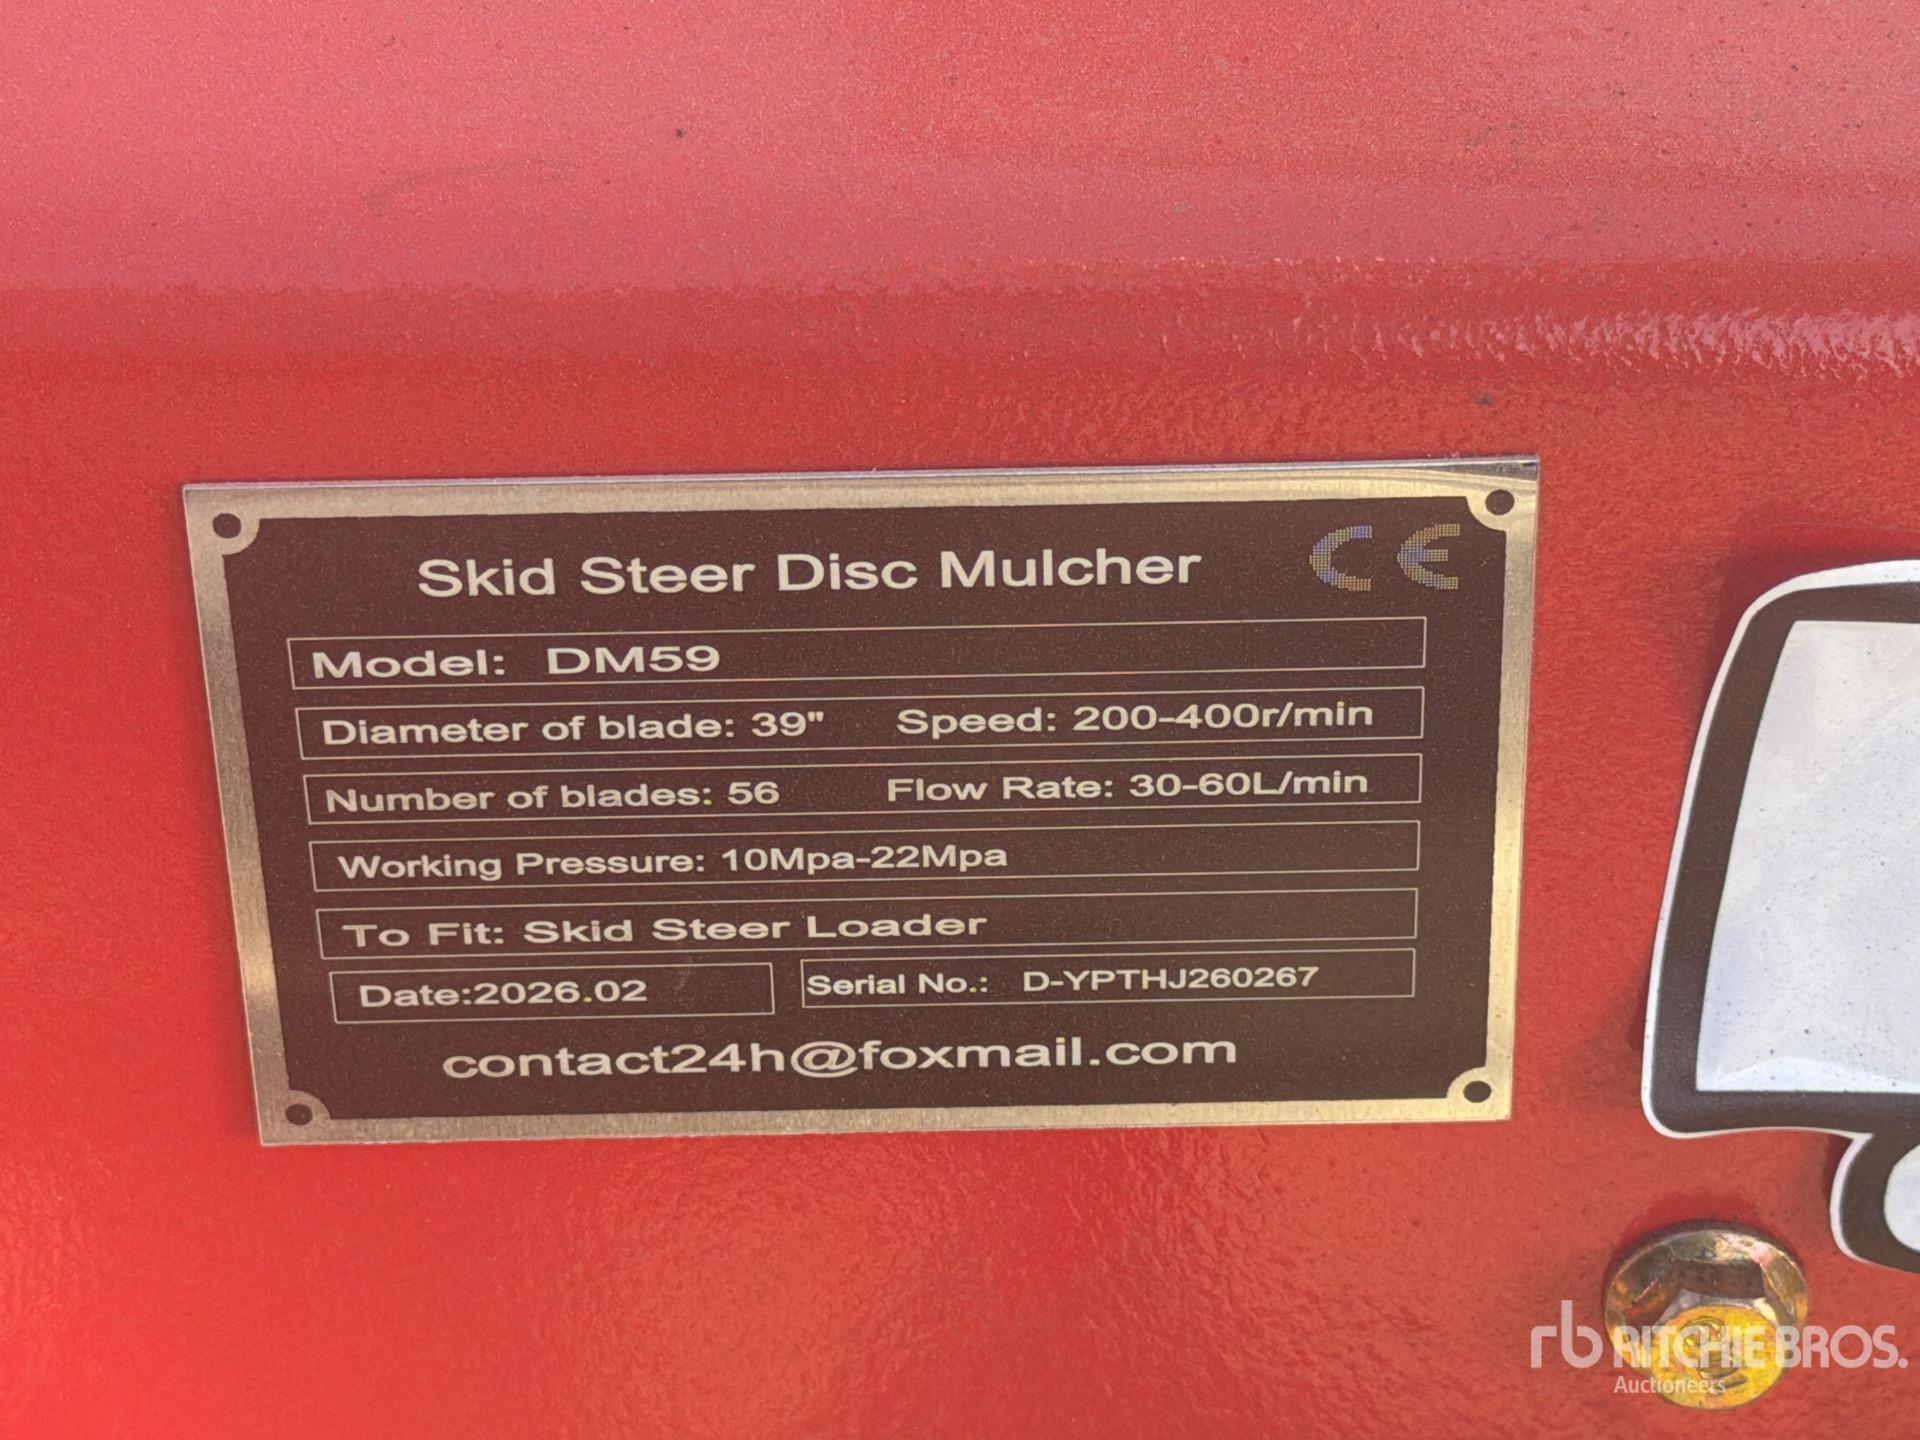 Skid Steer Disc Mulcher CE
Model: DM59
Diameter of blade: 39" Speed: 200-400r/min
Number of blades: 56 Flow Rate: 30-60L/min
Working Pressure: 10Mpa-22Mpa
To Fit: Skid Steer Loader
Date:2026.02 Serial No.: D-YPTHJ260267
contact24h@foxmail.com
rb RITCHIE BROS.
Auctioneers